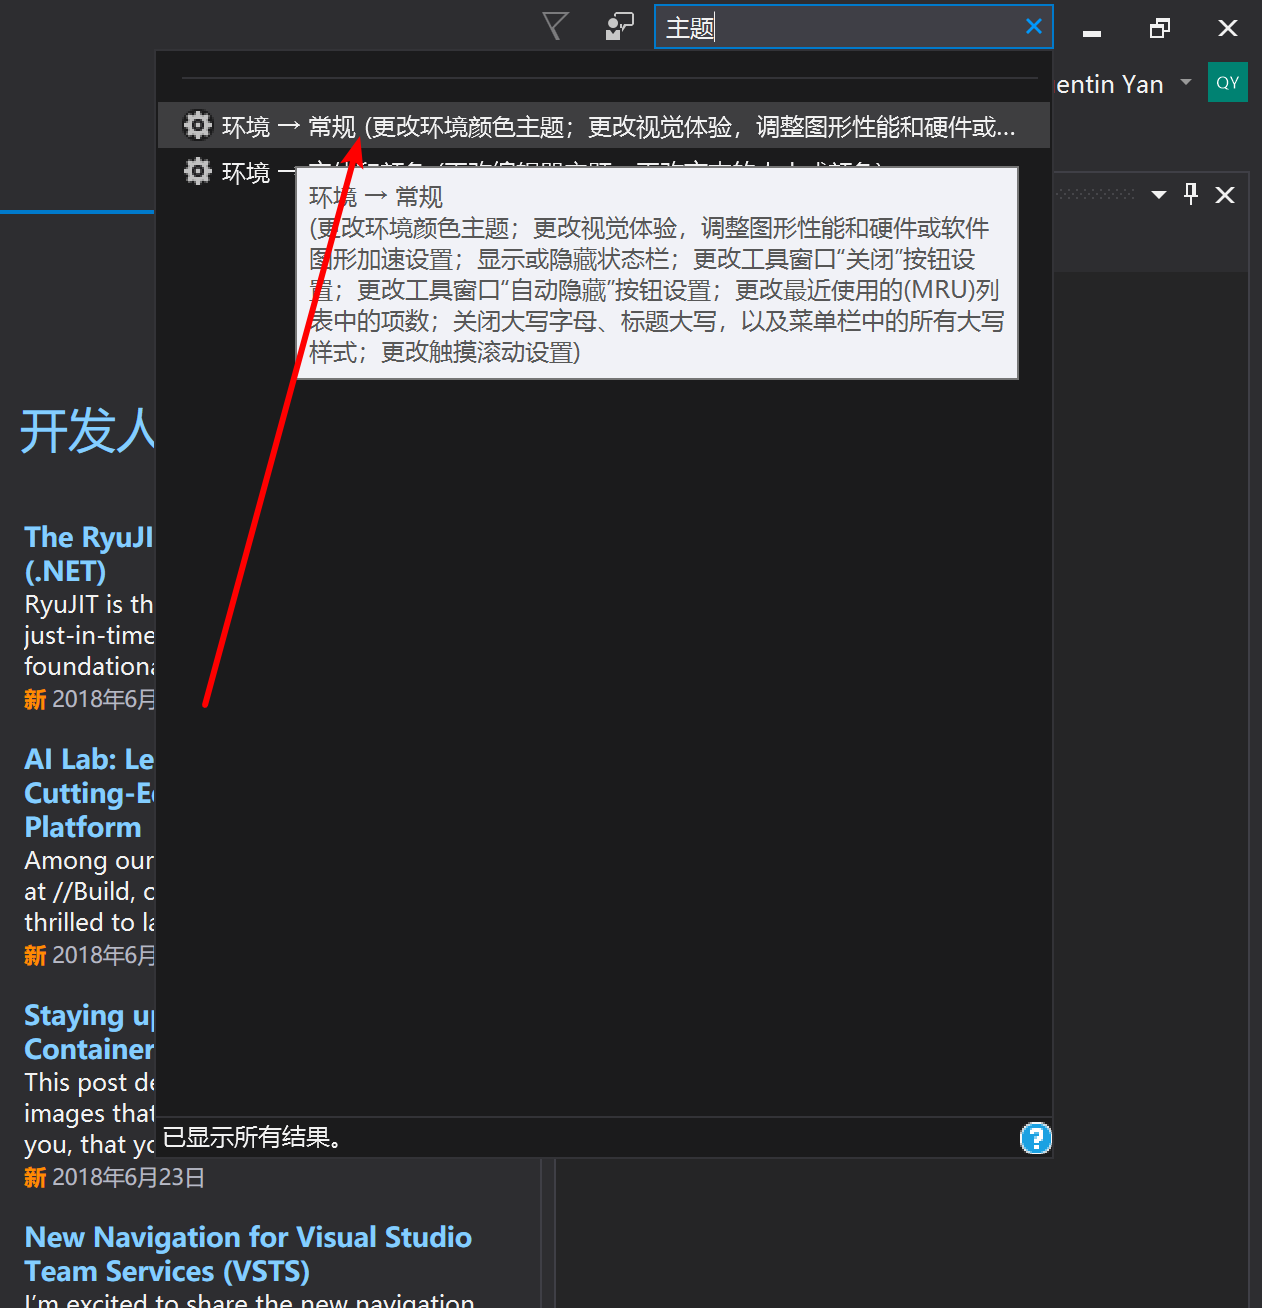 主题
entin Yan
QY
环境 → 常规 (更改环境颜色主题；更改视觉体验，调整图形性能和硬件或...
环境
环境 → 常规
(更改环境颜色主题；更改视觉体验，调整图形性能和硬件或软件
图形加速设置；显示或隐藏状态栏；更改工具窗口“关闭”按钮设
置；更改工具窗口“自动隐藏”按钮设置；更改最近使用的(MRU)列
表中的项数；关闭大写字母、标题大写，以及菜单栏中的所有大写
样式；更改触摸滚动设置)
开发人
The RyuJI
(.NET)
RyuJIT is th
just-in-time
foundationa
新 2018年6月
AI Lab: Le
Cutting-Ed
Platform
Among our
at //Build, o
thrilled to la
新 2018年6月
Staying up
Container
This post de
images that
you, that yo
新 2018年6月23日
已显示所有结果。
New Navigation for Visual Studio
Team Services (VSTS)
I'm excited to share the new navigation